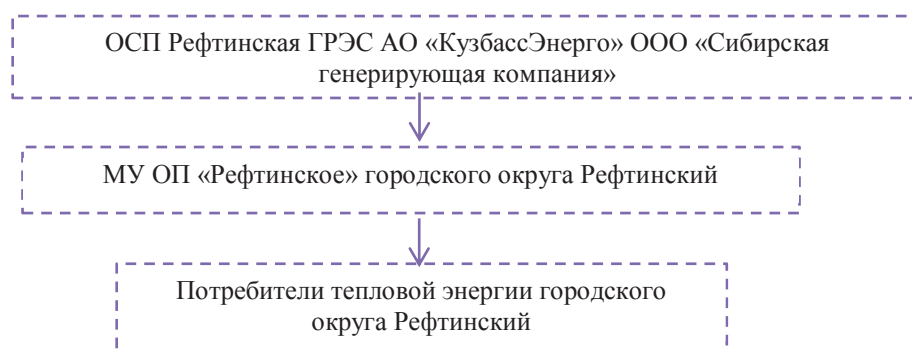 ОСП Рефтинская ГРЭС АО «КузбассЭнерго» ООО «Сибирская
генерирующая компания»
МУ ОП «Рефтинское» городского округа Рефтинский
Потребители тепловой энергии городского
округа Рефтинский